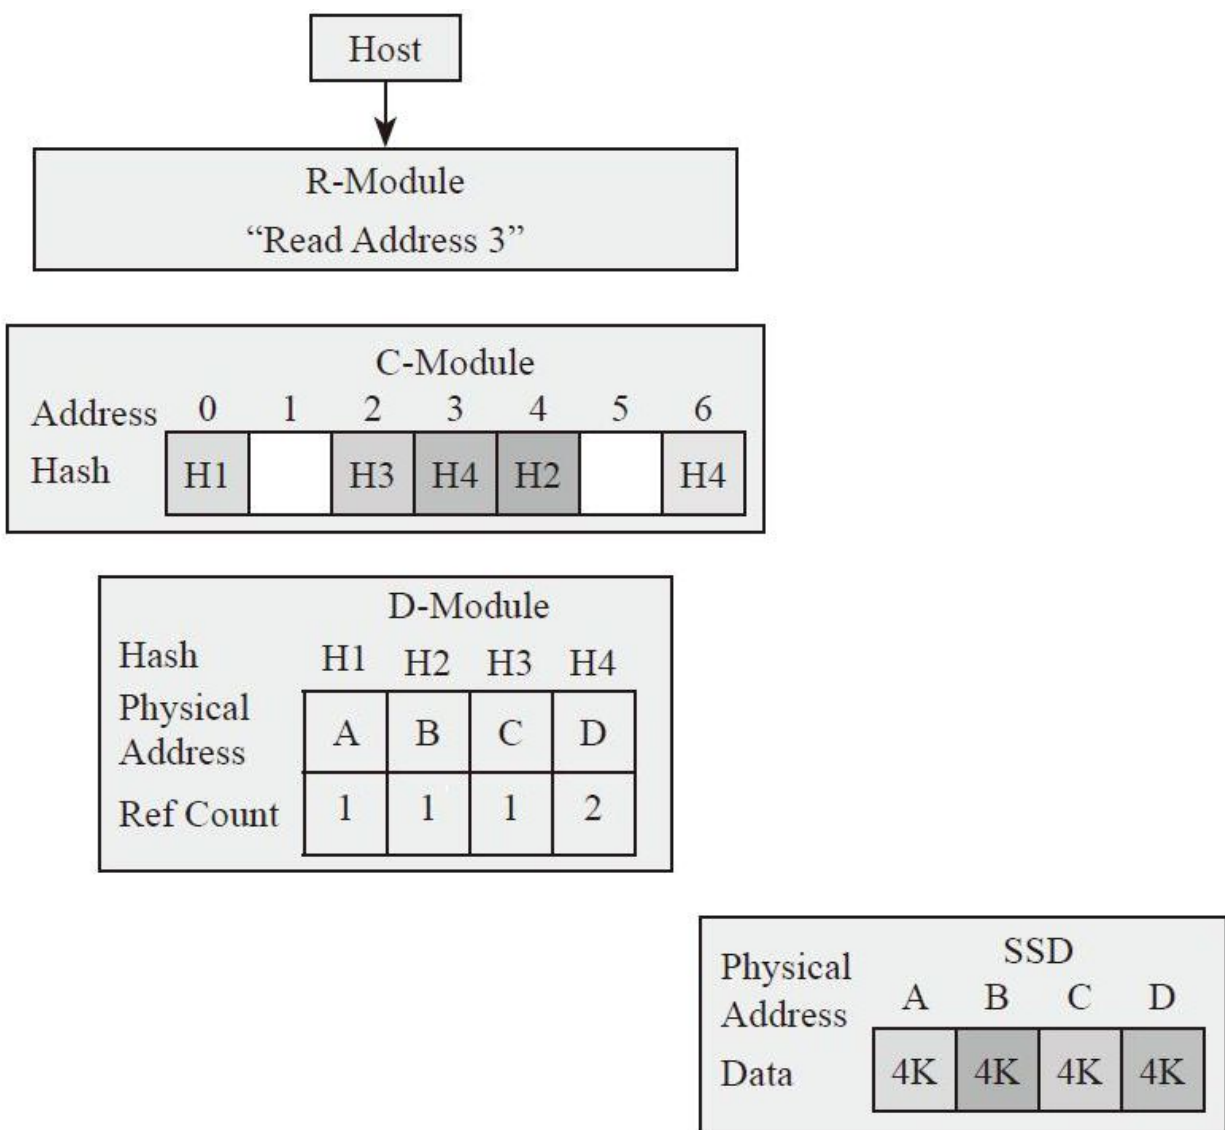 Host
R-Module
“Read Address 3”
C-Module
Address 0 1 2 3 4 5 6
Hash H1 H3 H4 H2 H4
D-Module
Hash H1 H2 H3 H4
Physical
Address A B C D
Ref Count 1 1 1 2
SSD
Physical
Address A B C D
Data 4K 4K 4K 4K